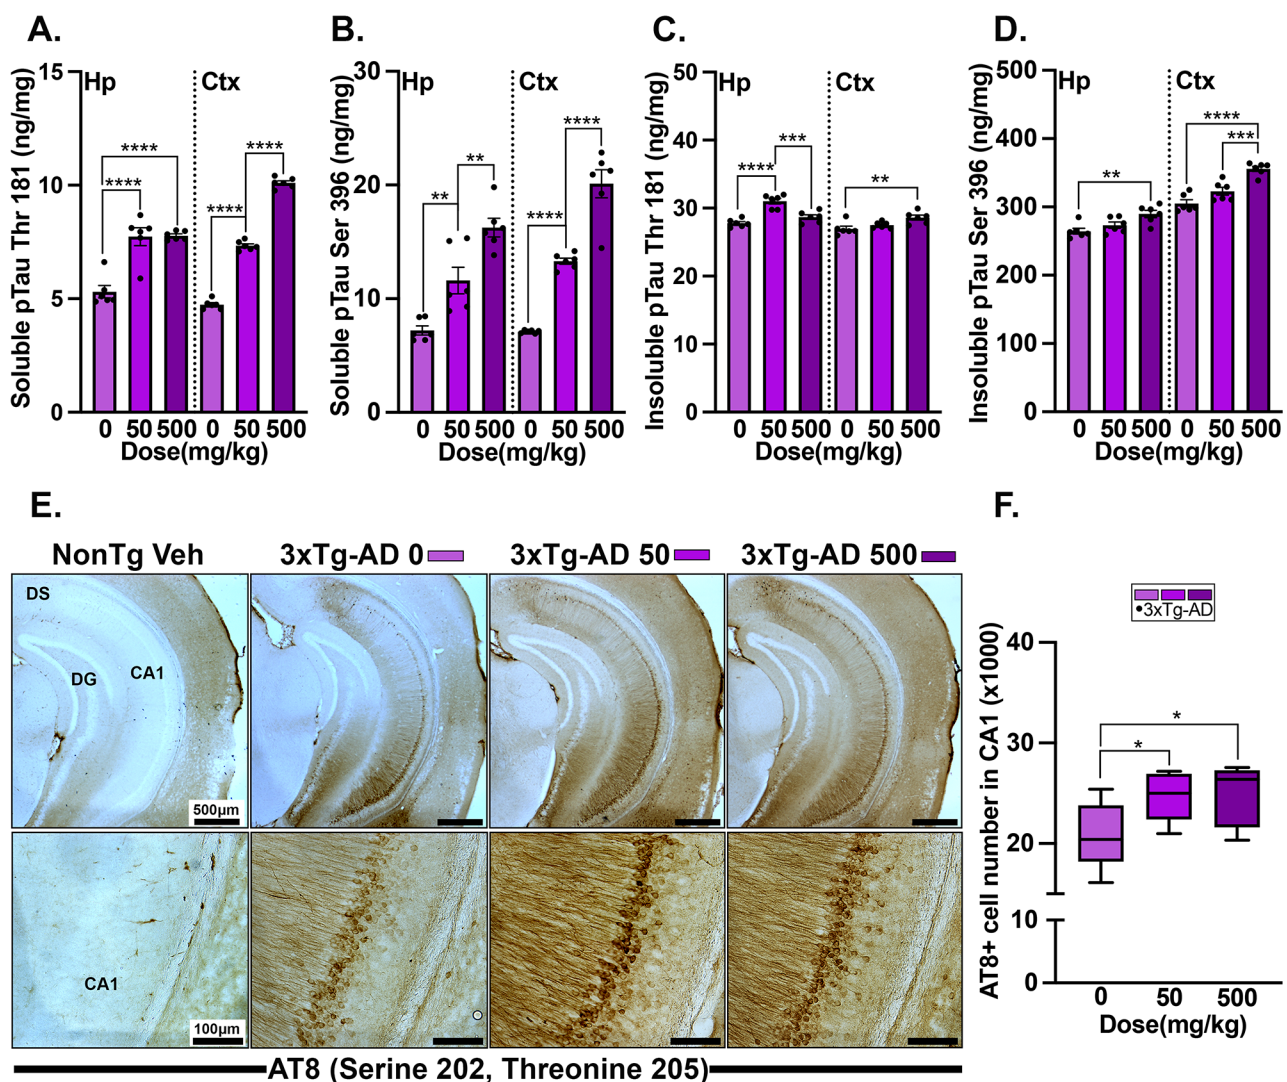 A.
Soluble pTau Thr 181 (ng/mg)
15
10
5
0
Hp
Ctx
****
****
****
****
0 50 500 0 50 500
Dose(mg/kg)
B.
Soluble pTau Ser 396 (ng/mg)
30
20
10
0
Hp
Ctx
**
**
****
****
0 50 500 0 50 500
Dose(mg/kg)
C.
Insoluble pTau Thr 181 (ng/mg)
50
40
30
20
10
0
Hp
Ctx
****
***
**
0 50 500 0 50 500
Dose(mg/kg)
D.
Insoluble pTau Ser 396 (ng/mg)
500
400
300
200
100
0
Hp
Ctx
**
****
***
0 50 500 0 50 500
Dose(mg/kg)
E.
NonTg Veh 3xTg-AD 0 3xTg-AD 50 3xTg-AD 500
DS
DG
CA1
500µm
CA1
100µm
AT8 (Serine 202, Threonine 205)
F.
3xTg-AD
AT8+ cell number in CA1 (x1000)
40
30
20
10
0
*
*
0 50 500
Dose(mg/kg)